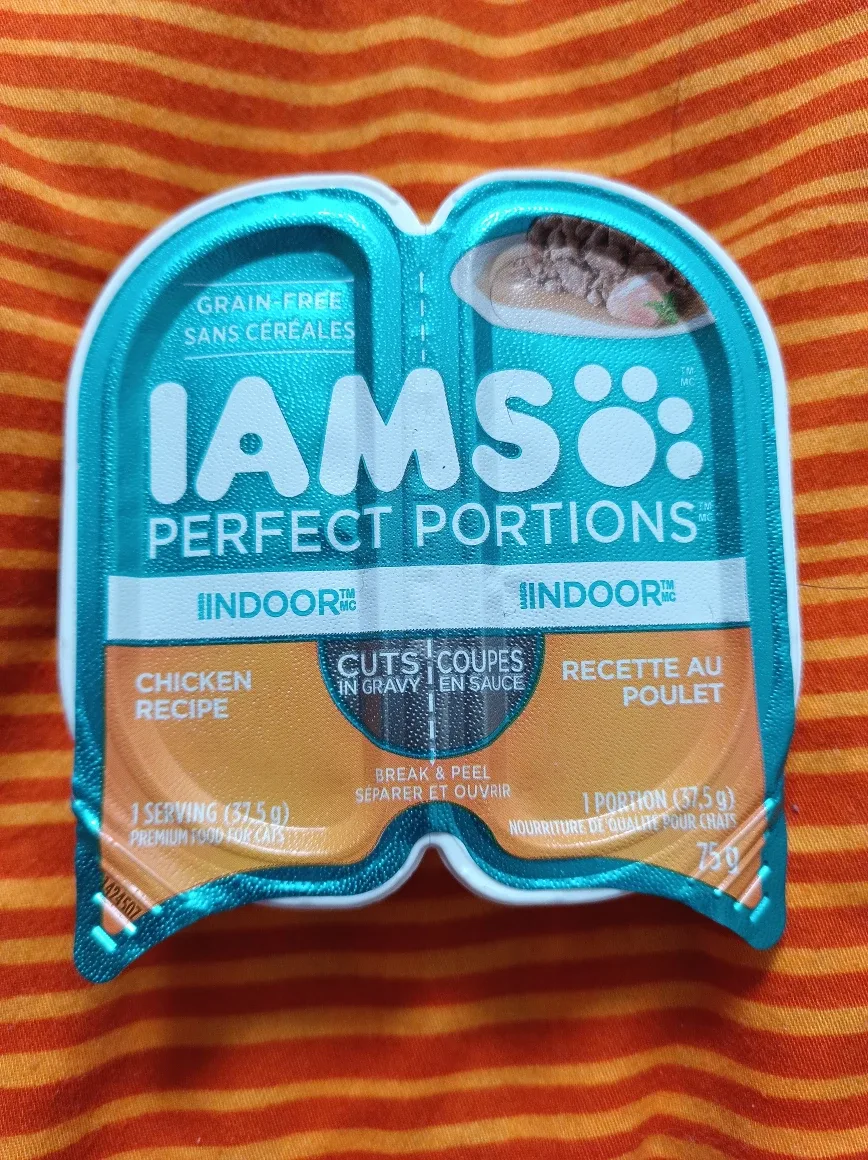 GRAIN-FREE
SANS CÉRÉALES
IAMS TM MC
PERFECT PORTIONS TM MC
IAMS INDOOR TM MC
IAMS INDOOR TM MC
CHICKEN
RECIPE
CUTS
IN GRAVY
COUPES
EN SAUCE
RECETTE AU
POULET
BREAK & PEEL
SÉPARER ET OUVRIR
1 SERVING (37,5 g)
PREMIUM FOOD FOR CATS
1 PORTION (37,5 g)
NOURRITURE DE QUALITÉ POUR CHATS
75 g